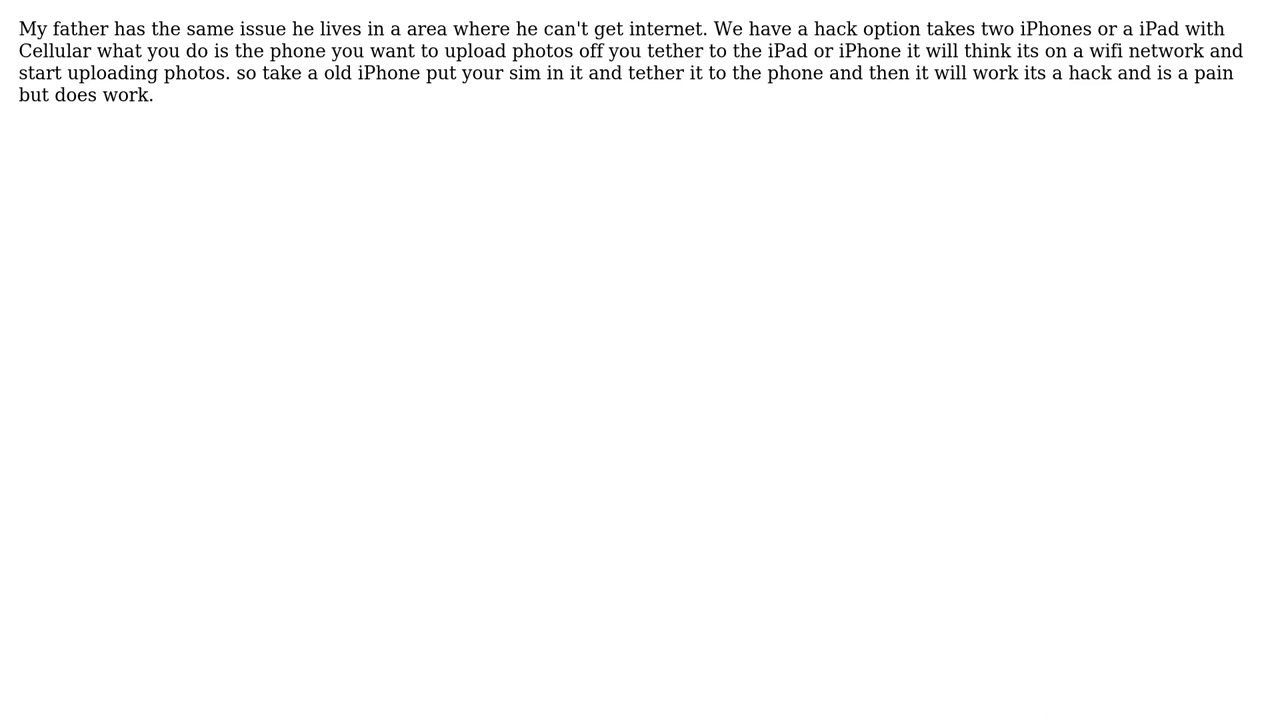 My father has the same issue he lives in a area where he can't get internet. We have a hack option takes two iPhones or a iPad with
Cellular what you do is the phone you want to upload photos off you tether to the iPad or iPhone it will think its on a wifi network and
start uploading photos. so take a old iPhone put your sim in it and tether it to the phone and then it will work its a hack and is a pain
but does work.